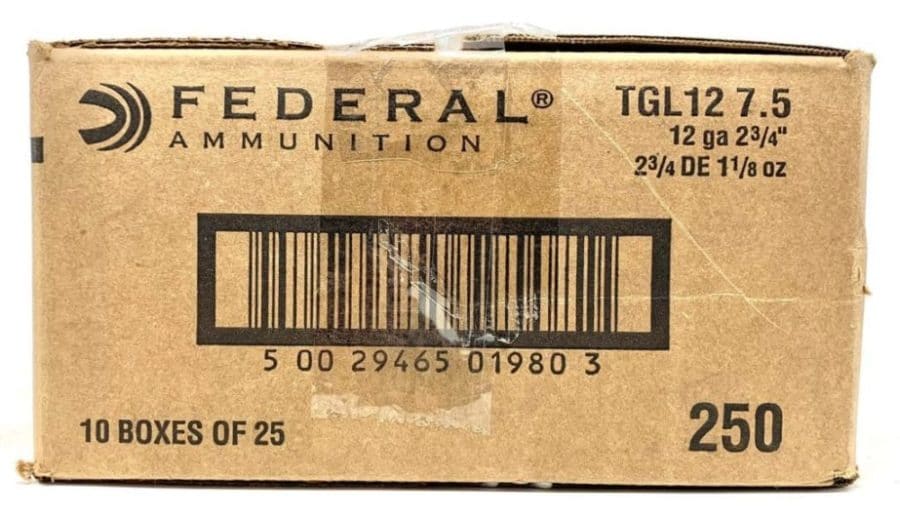 FEDERAL®
AMMUNITION
TGL12 7.5
12 ga 2¾"
2¾ DE 1⅛ oz
5 00 29465 01980 3
10 BOXES OF 25
250